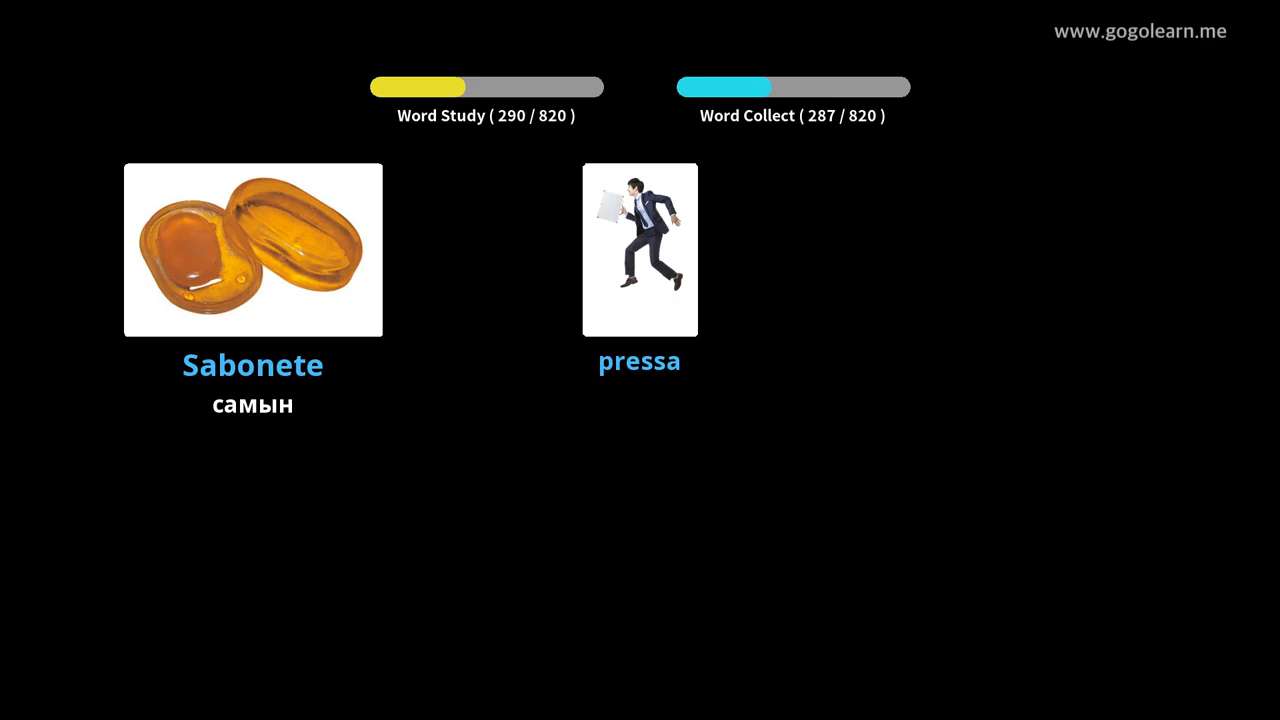 www.gogolearn.me
Word Study ( 290 / 820 )
Word Collect ( 287 / 820 )
Sabonete
самын
pressa